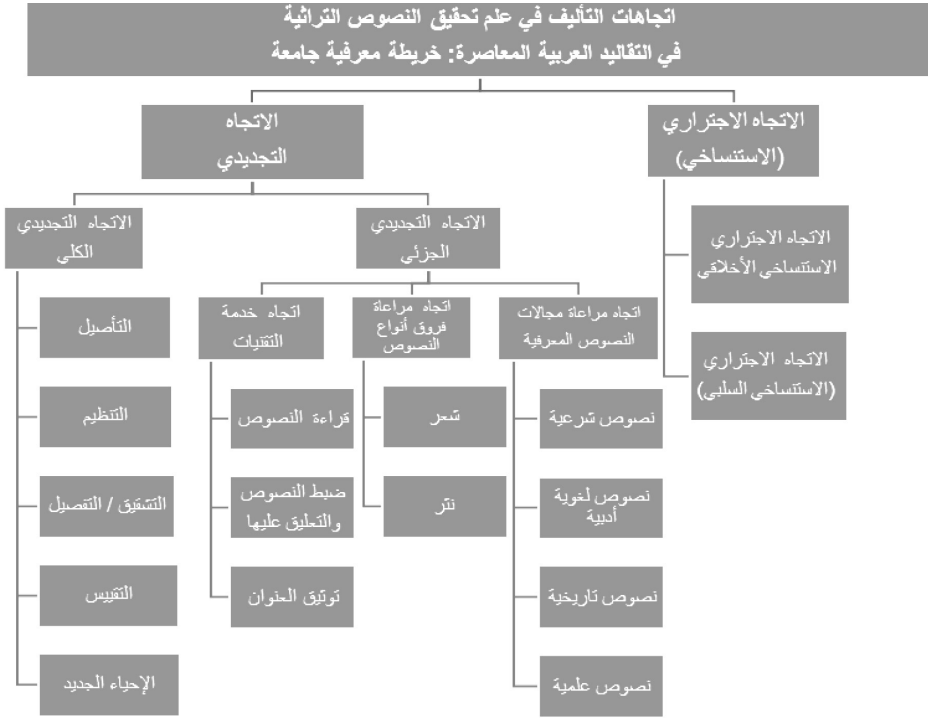 اتجاهات التأليف في علم تحقيق النصوص التراثية
في التقاليد العربية المعاصرة: خريطة معرفية جامعة
الاتجاه الاجتراري
(الاستنساخي)
الاتجاه الاجتراري
الاستنساخي الأخلاقي
الاتجاه الاجتراري
(الاستنساخي السلبي)
الاتجاه
التجديدي
الاتجاه التجديدي
الجزئي
اتجاه مراعاة مجالات
النصوص المعرفية
نصوص شرعية
نصوص لغوية
أدبية
نصوص تاريخية
نصوص علمية
اتجاه مراعاة
فروق أنواع
النصوص
شعر
نثر
اتجاه خدمة
التقنيات
قراءة النصوص
ضبط النصوص
والتعليق عليها
توثيق العنوان
الاتجاه التجديدي
الكلي
التأصيل
التنظيم
التشقيق / التفصيل
التقييس
الإحياء الجديد